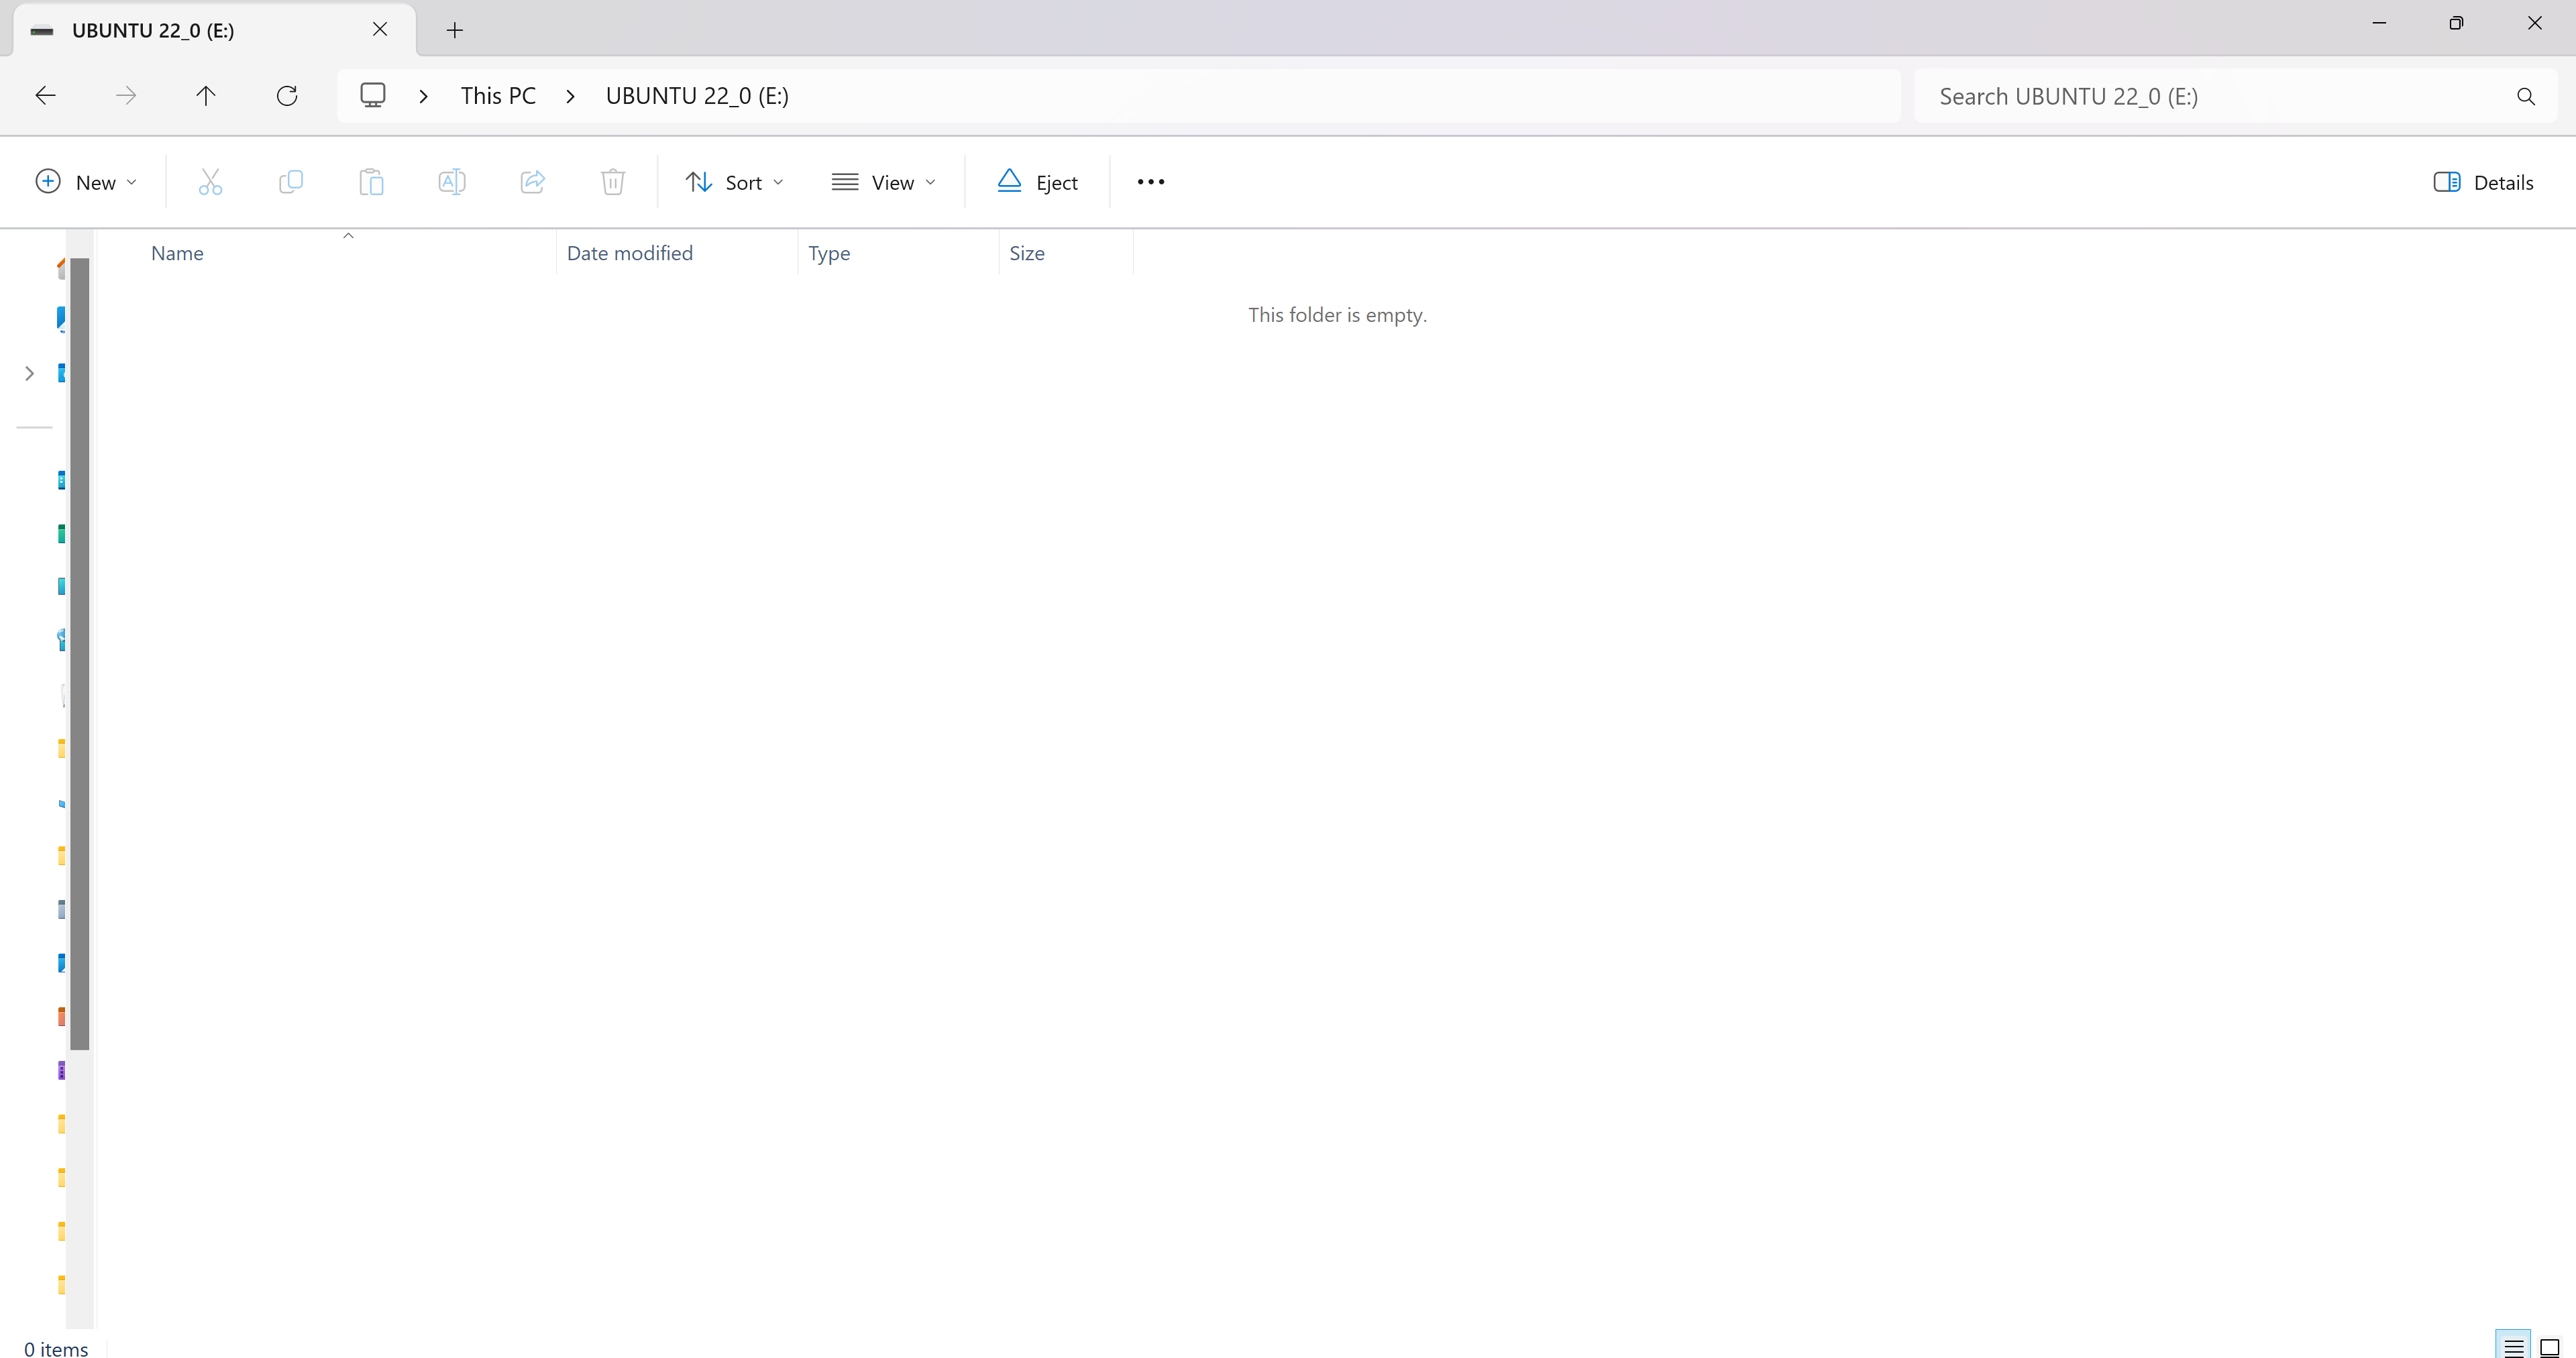 UBUNTU 22_0 (E:)
This PC > UBUNTU 22_0 (E:)
Search UBUNTU 22_0 (E:)
New
Sort
View
Eject
Details
Name
Date modified
Type
Size
This folder is empty.
0 items